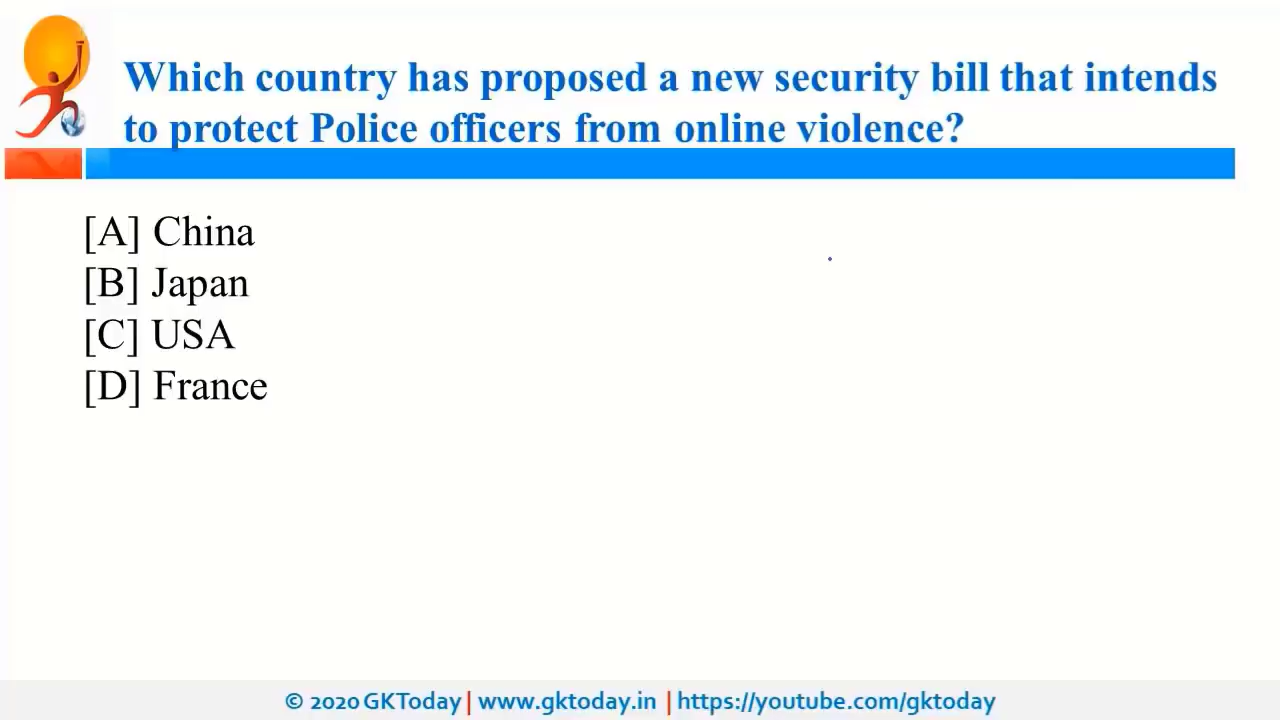 Which country has proposed a new security bill that intends
to protect Police officers from online violence?
[A] China
[B] Japan
[C] USA
[D] France
© 2020 GKToday | www.gktoday.in | https://youtube.com/gktoday